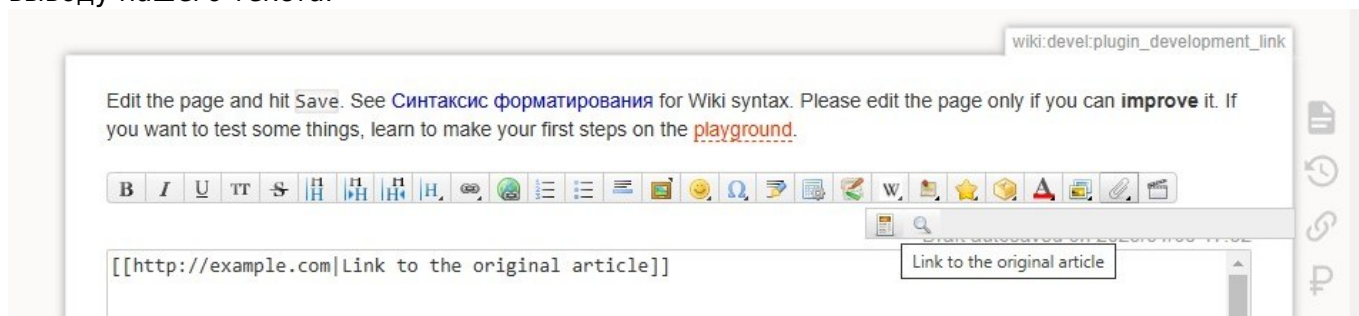 wiki:devel:plugin_development_link
Edit the page and hit Save. See Синтаксис форматирования for Wiki syntax. Please edit the page only if you can improve it. If
you want to test some things, learn to make your first steps on the playground.
B I U TT S H H H H W A
[[http://example.com|Link to the original article]]
Link to the original article